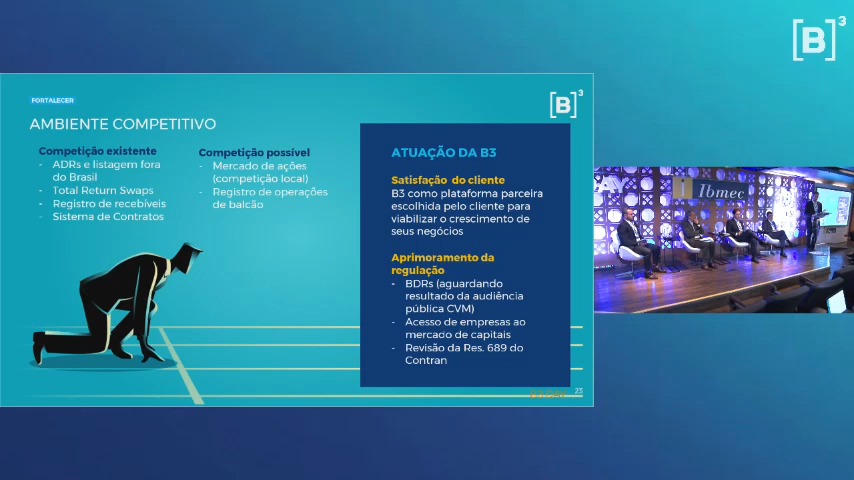 [B]³
FORTALECER
[B]³
AMBIENTE COMPETITIVO
Competição existente
- ADRs e listagem fora
do Brasil
- Total Return Swaps
- Registro de recebíveis
- Sistema de Contratos
Competição possível
- Mercado de ações
(competição local)
- Registro de operações
de balcão
ATUAÇÃO DA B3
Satisfação do cliente
B3 como plataforma parceira
escolhida pelo cliente para
viabilizar o crescimento de
seus negócios
Aprimoramento da
regulação
- BDRs (aguardando
resultado da audiência
pública CVM)
- Acesso de empresas ao
mercado de capitais
- Revisão da Res. 689 do
Contran
23
Ibmec